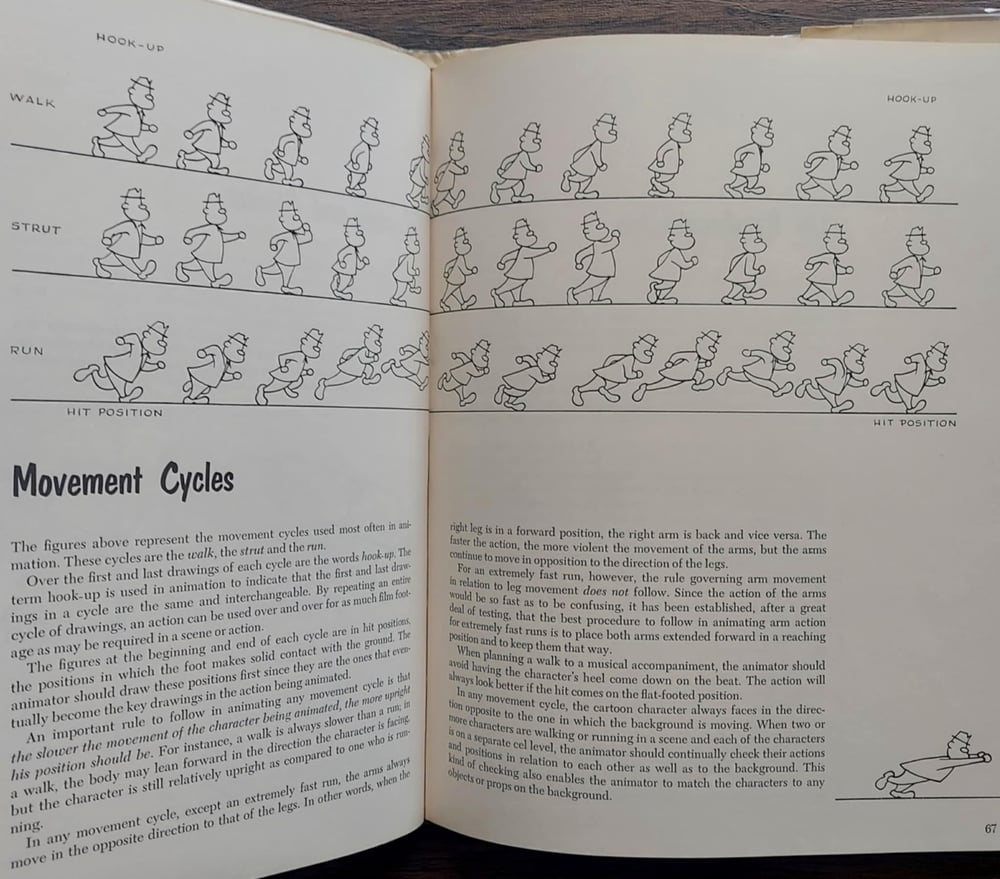 HOOK-UP
WALK
STRUT
RUN
HIT POSITION
Movement Cycles
The figures above represent the movement cycles used most often in ani-
mation. These cycles are the walk, the strut and the run.
Over the first and last drawings of each cycle are the words hook-up. The
term hook-up is used in animation to indicate that the first and last draw-
ings in a cycle are the same and interchangeable. By repeating an entire
cycle of drawings, an action can be used over and over for as much film foot-
age as may be required in a scene or action.
The figures at the beginning and end of each cycle are in hit positions,
the positions in which the foot makes solid contact with the ground. The
animator should draw these positions first since they are the ones that even-
tually become the key drawings in the action being animated.
An important rule to follow in animating any movement cycle is that
the slower the movement of the character being animated, the more upright
his position should be. For instance, a walk is always slower than a run; in
a walk, the body may lean forward in the direction the character is facing,
but the character is still relatively upright as compared to one who is run-
ning.
In any movement cycle, except an extremely fast run, the arms always
move in the opposite direction to that of the legs. In other words, when the
HOOK-UP
HIT POSITION
right leg is in a forward position, the right arm is back and vice versa. The
faster the action, the more violent the movement of the arms, but the arms
continue to move in opposition to the direction of the legs.
For an extremely fast run, however, the rule governing arm movement
in relation to leg movement does not follow. Since the action of the arms
would be so fast as to be confusing, it has been established, after a great
deal of testing, that the best procedure to follow in animating arm action
for extremely fast runs is to place both arms extended forward in a reaching
position and to keep them that way.
When planning a walk to a musical accompaniment, the animator should
avoid having the character's heel come down on the beat. The action will
always look better if the hit comes on the flat-footed position.
In any movement cycle, the cartoon character always faces in the direc-
tion opposite to the one in which the background is moving. When two or
more characters are walking or running in a scene and each of the characters
is on a separate cel level, the animator should continually check their actions
and positions in relation to each other as well as to the background. This
kind of checking also enables the animator to match the characters to any
objects or props on the background.
67